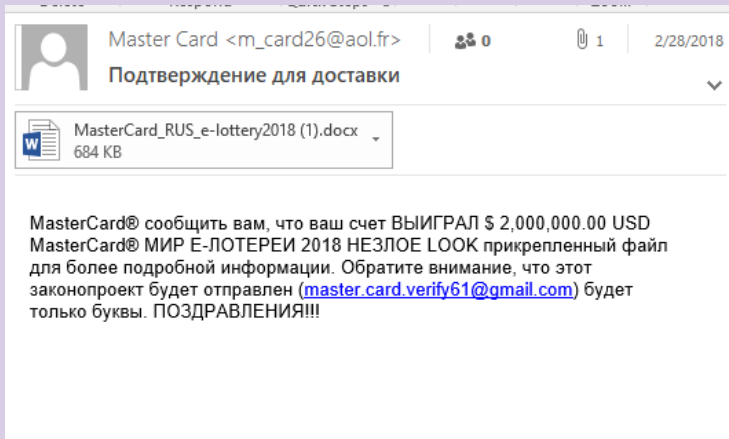 Master Card <m_card26@aol.fr>
0
1
2/28/2018
Подтверждение для доставки
MasterCard_RUS_e-lottery2018 (1).docx
684 KB
MasterCard® сообщить вам, что ваш счет ВЫИГРАЛ $ 2,000,000.00 USD
MasterCard® МИР Е-ЛОТЕРЕИ 2018 НЕЗЛОЕ LOOK прикрепленный файл
для более подробной информации. Обратите внимание, что этот
законопроект будет отправлен (master.card.verify61@gmail.com) будет
только буквы. ПОЗДРАВЛЕНИЯ!!!